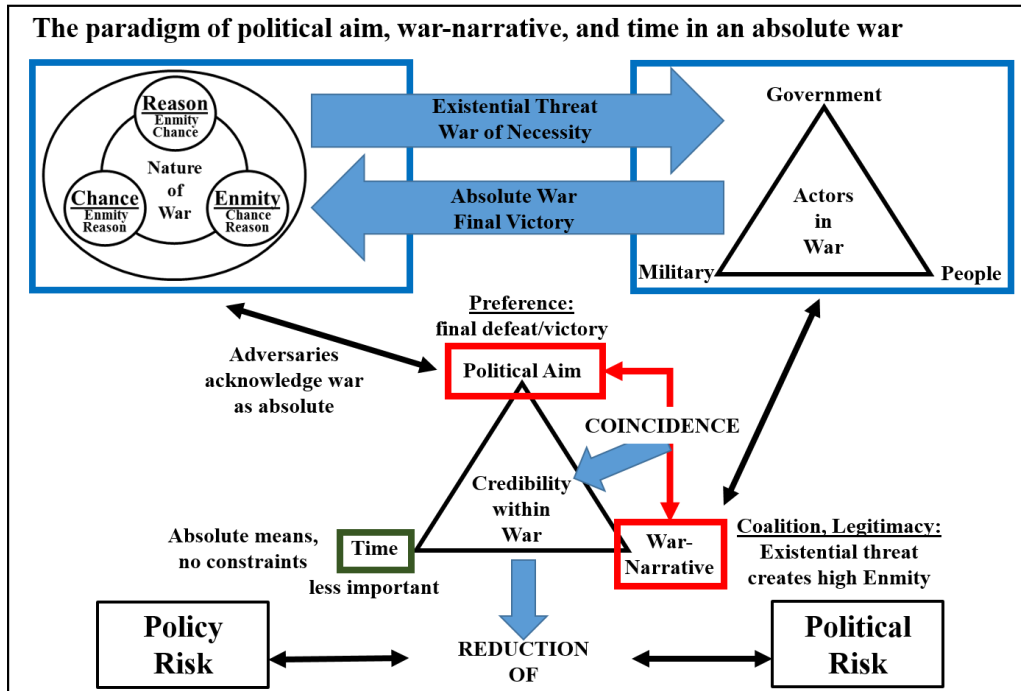 The paradigm of political aim, war-narrative, and time in an absolute war
Reason
Enmity
Chance
Nature
of
War
Chance
Enmity
Reason
Enmity
Chance
Reason
Existential Threat
War of Necessity
Absolute War
Final Victory
Government
Actors
in
War
Military
People
Preference:
final defeat/victory
Political Aim
Adversaries
acknowledge war
as absolute
COINCIDENCE
Credibility
within
War
Absolute means,
no constraints
Time
less important
War-
Narrative
Coalition, Legitimacy:
Existential threat
creates high Enmity
Policy
Risk
REDUCTION
OF
Political
Risk